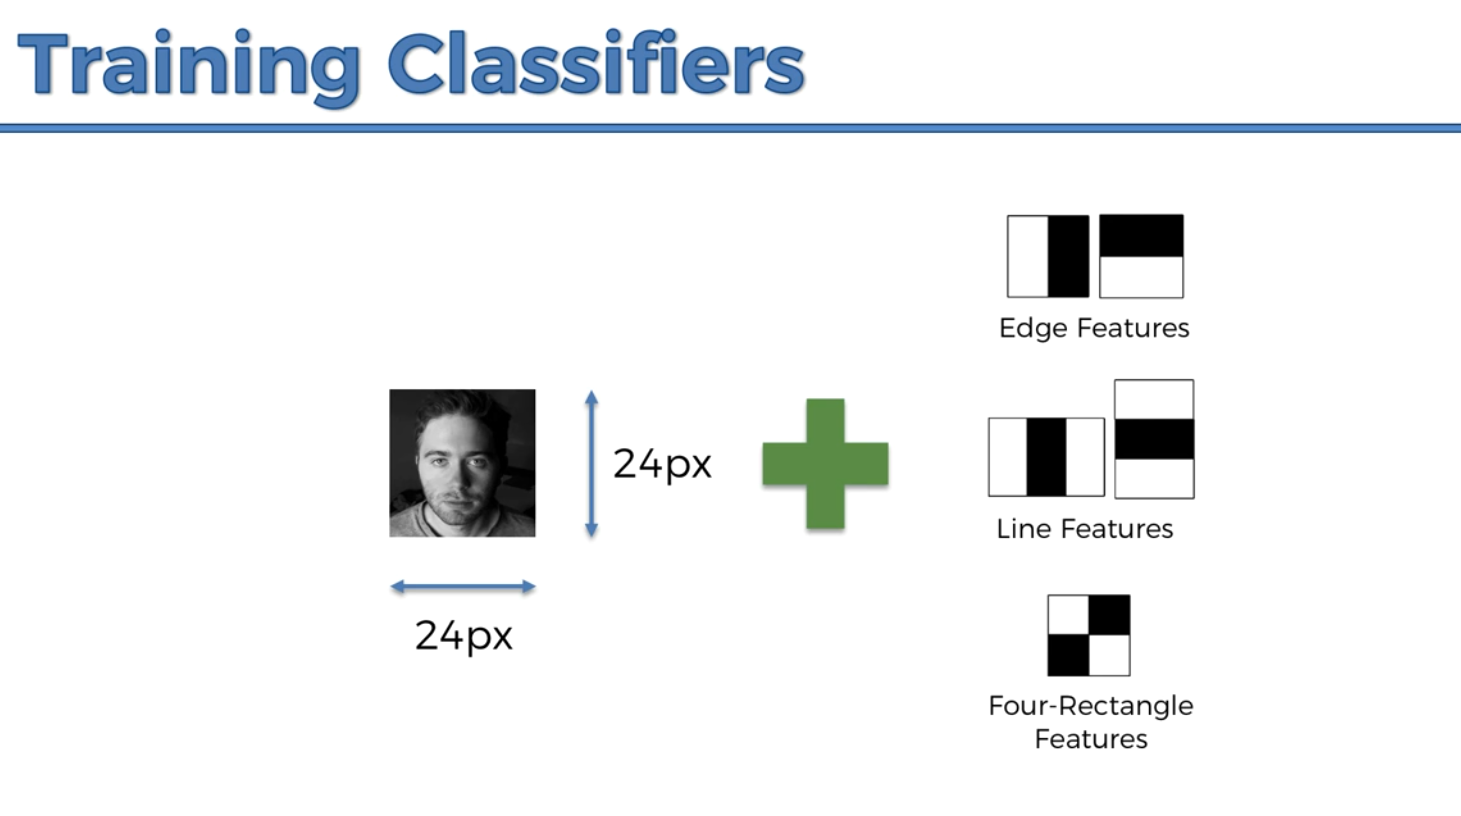 Training Classifiers
Edge Features
24px
Line Features
24px
Four-Rectangle
Features